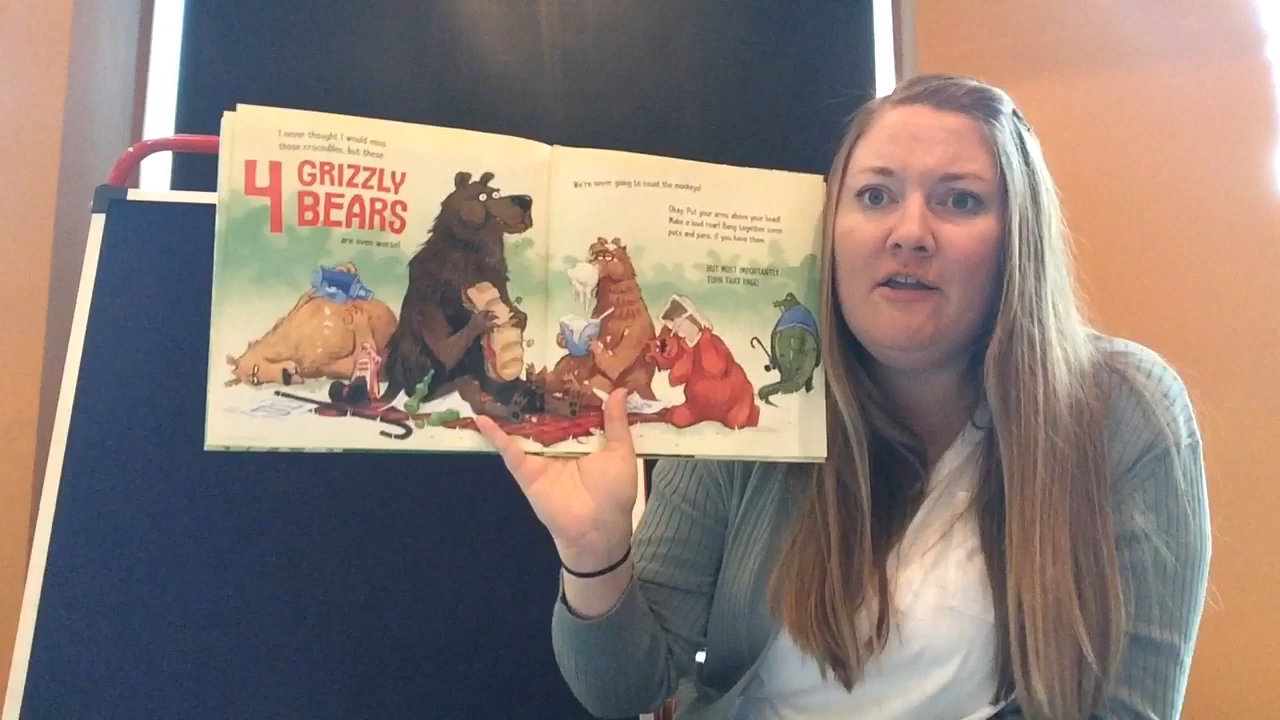 I never thought I would miss
those crocodiles, but these
4 GRIZZLY
BEARS
are even worse!
We're never going to count the monkeys!
Okay. Put your arms above your head!
Make a loud roar! Bang together some
pots and pans, if you have them.
BUT MOST IMPORTANTLY
TURN THAT PAGE!